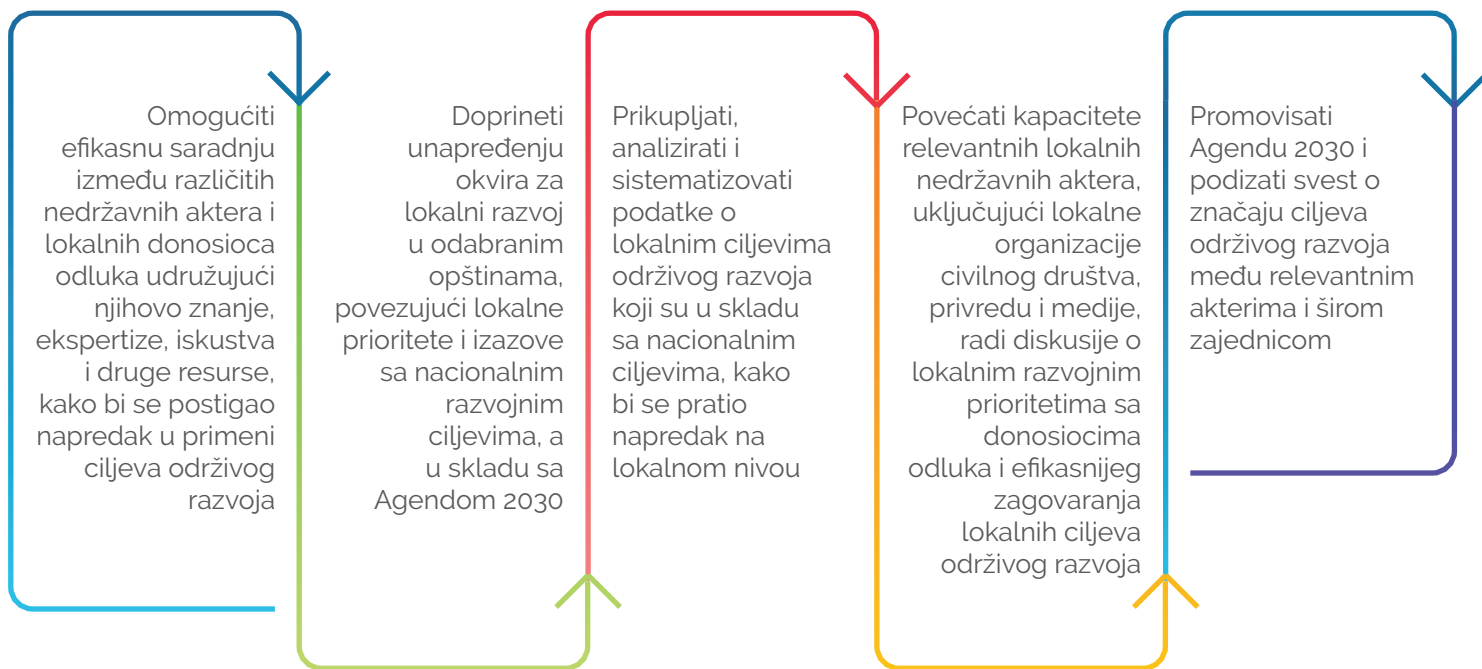 Omogućiti
efikasnu saradnju
između različitih
nedržavnih aktera i
lokalnih donosioca
odluka udružujući
njihovo znanje,
ekspertize, iskustva
i druge resurse,
kako bi se postigao
napredak u primeni
ciljeva održivog
razvoja
Doprineti
unapređenju
okvira za
lokalni razvoj
u odabranim
opštinama,
povezujući lokalne
prioritete i izazove
sa nacionalnim
razvojnim
ciljevima, a
u skladu sa
Agendom 2030
Prikupljati,
analizirati i
sistematizovati
podatke o
lokalnim ciljevima
održivog razvoja
koji su u skladu
sa nacionalnim
ciljevima, kako
bi se pratio
napredak na
lokalnom nivou
Povećati kapacitete
relevantnih lokalnih
nedržavnih aktera,
uključujući lokalne
organizacije
civilnog društva,
privredu i medije,
radi diskusije o
lokalnim razvojnim
prioritetima sa
donosiocima
odluka i efikasnijeg
zagovaranja
lokalnih ciljeva
održivog razvoja
Promovisati
Agendu 2030 i
podizati svest o
značaju ciljeva
održivog razvoja
među relevantnim
akterima i širom
zajednicom